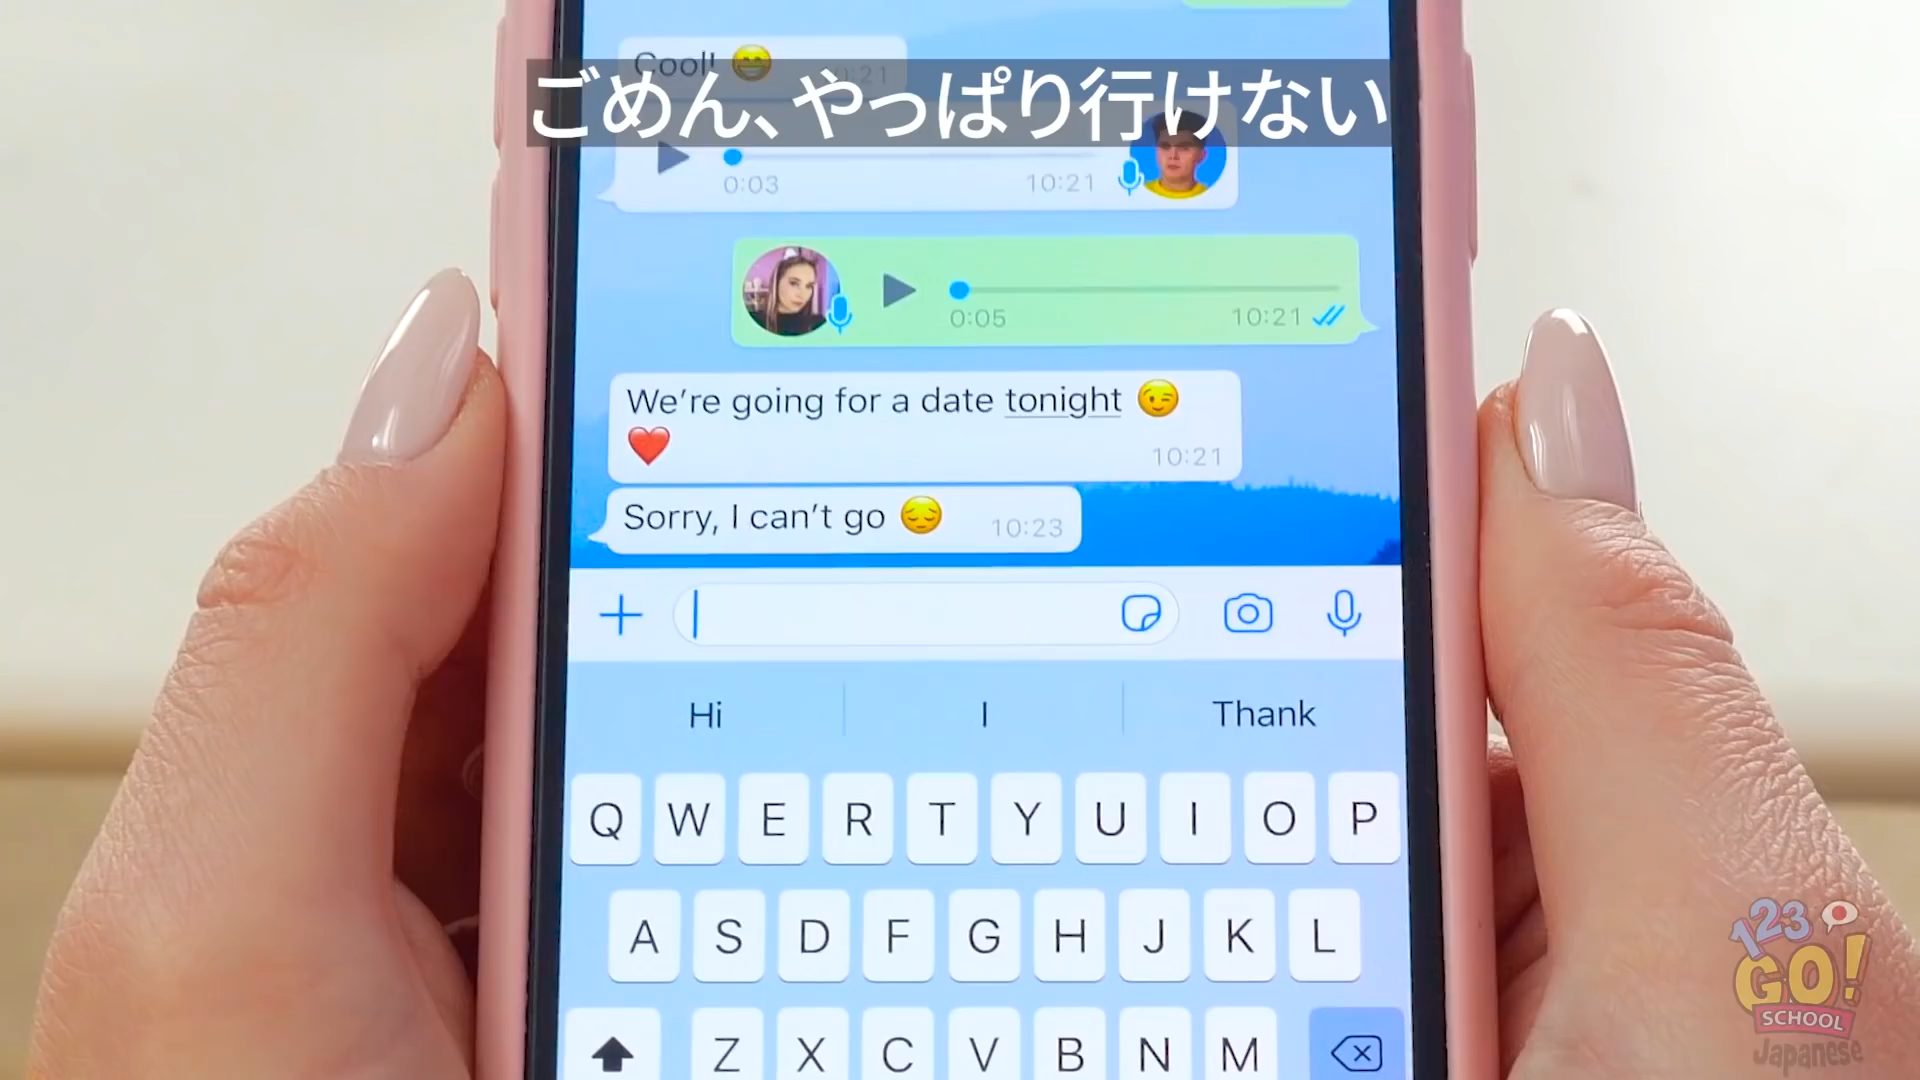 Cool! 😁 10:21
ごめん、やっぱり行けない
0:03 10:21
0:05 10:21
We're going for a date tonight 😉
❤️ 10:21
Sorry, I can't go 😔 10:23
Hi I Thank
Q W E R T Y U I O P
A S D F G H J K L
Z X C V B N M
123
GO!
SCHOOL
Japanese